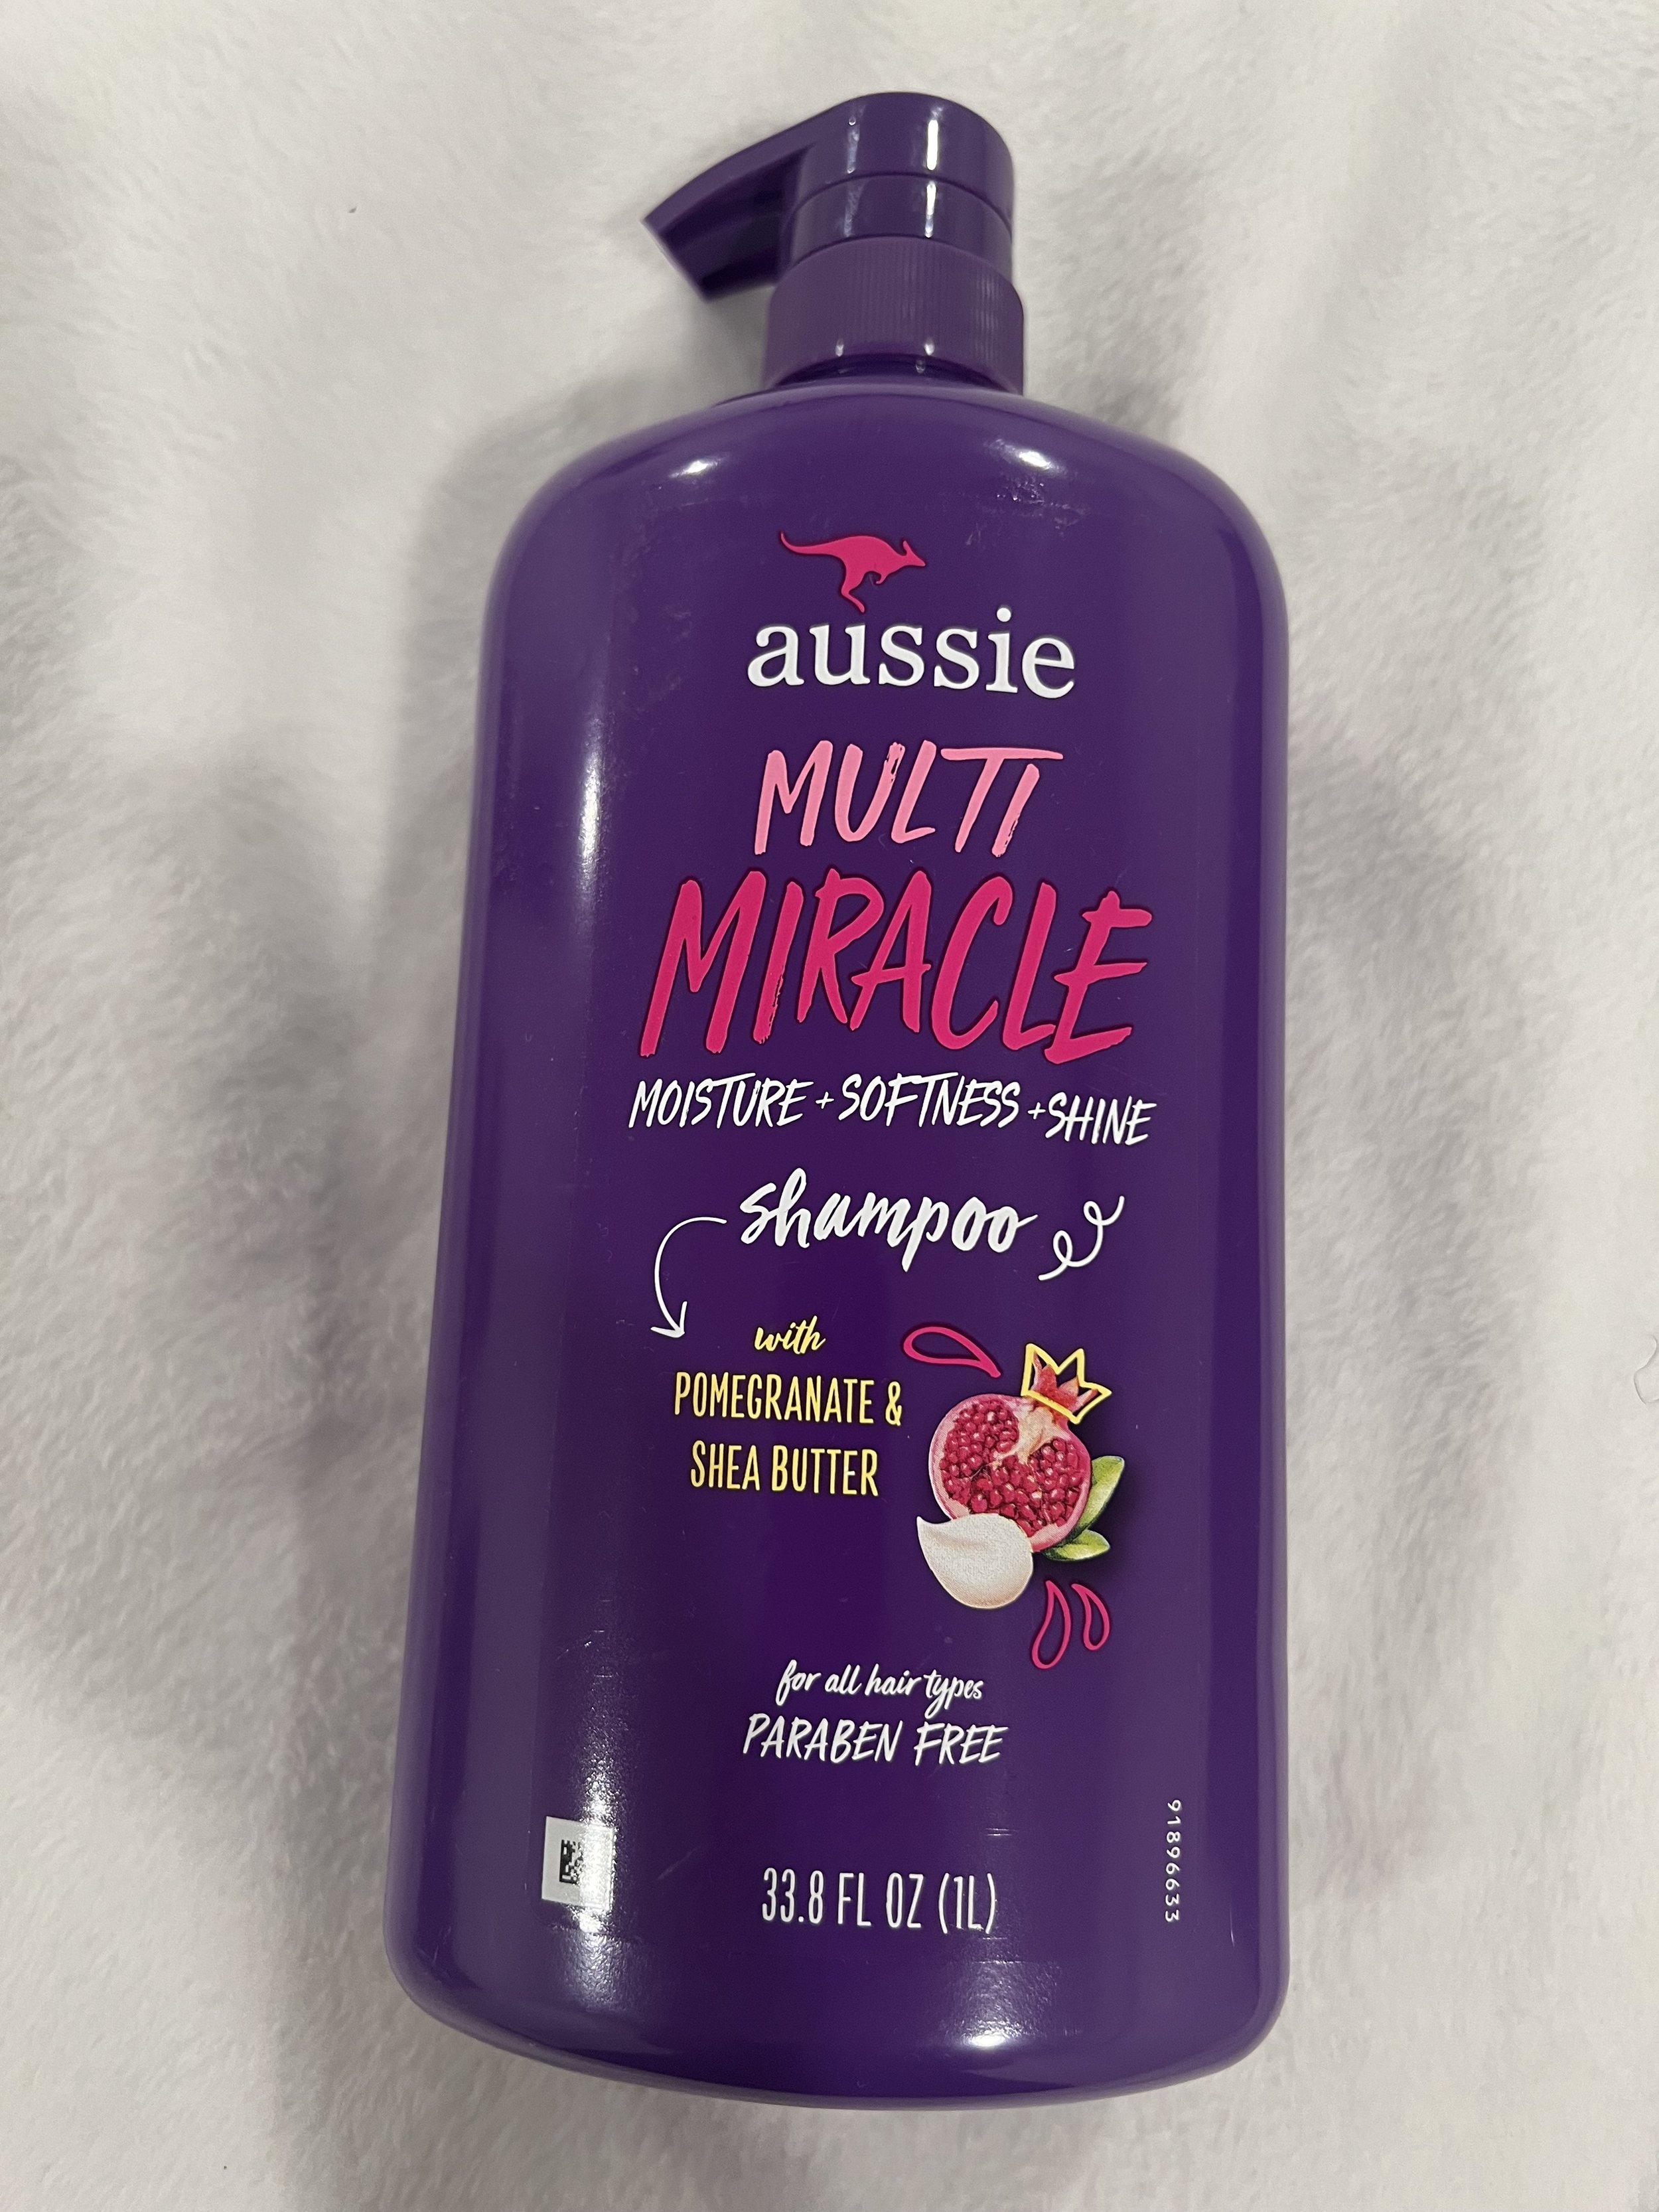 aussie
MULTI
MIRACLE
MOISTURE + SOFTNESS + SHINE
shampoo
with
POMEGRANATE &
SHEA BUTTER
for all hair types
PARABEN FREE
33.8 FL OZ (1L)
91896633